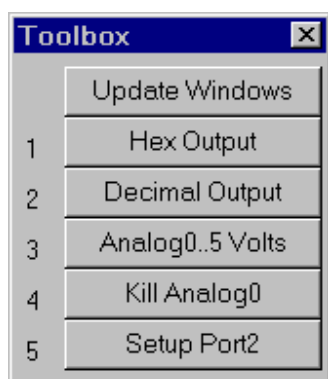 Toolbox
Update Windows
1 Hex Output
2 Decimal Output
3 Analog0..5 Volts
4 Kill Analog0
5 Setup Port2